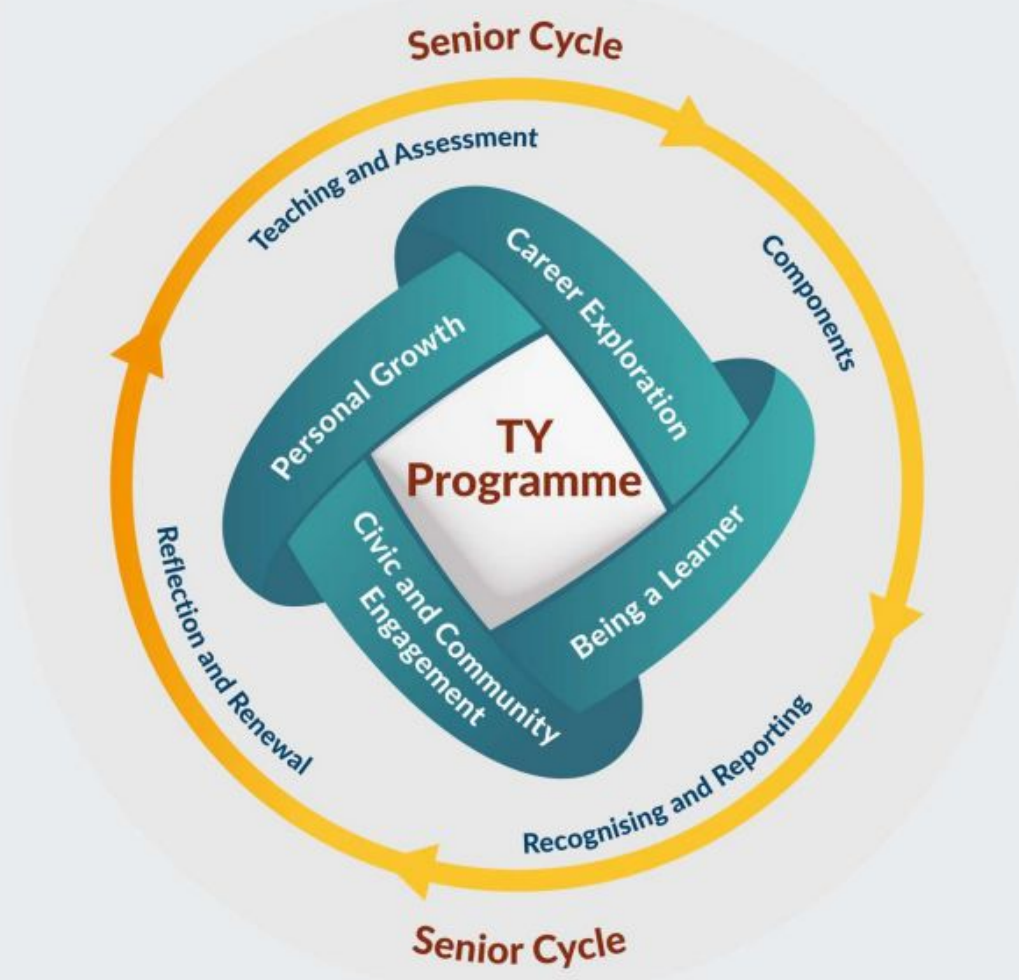 Senior Cycle
Teaching and Assessment
Components
Career Exploration
Personal Growth
TY
Programme
Civic and Community
Engagement
Being a Learner
Reflection and Renewal
Recognising and Reporting
Senior Cycle